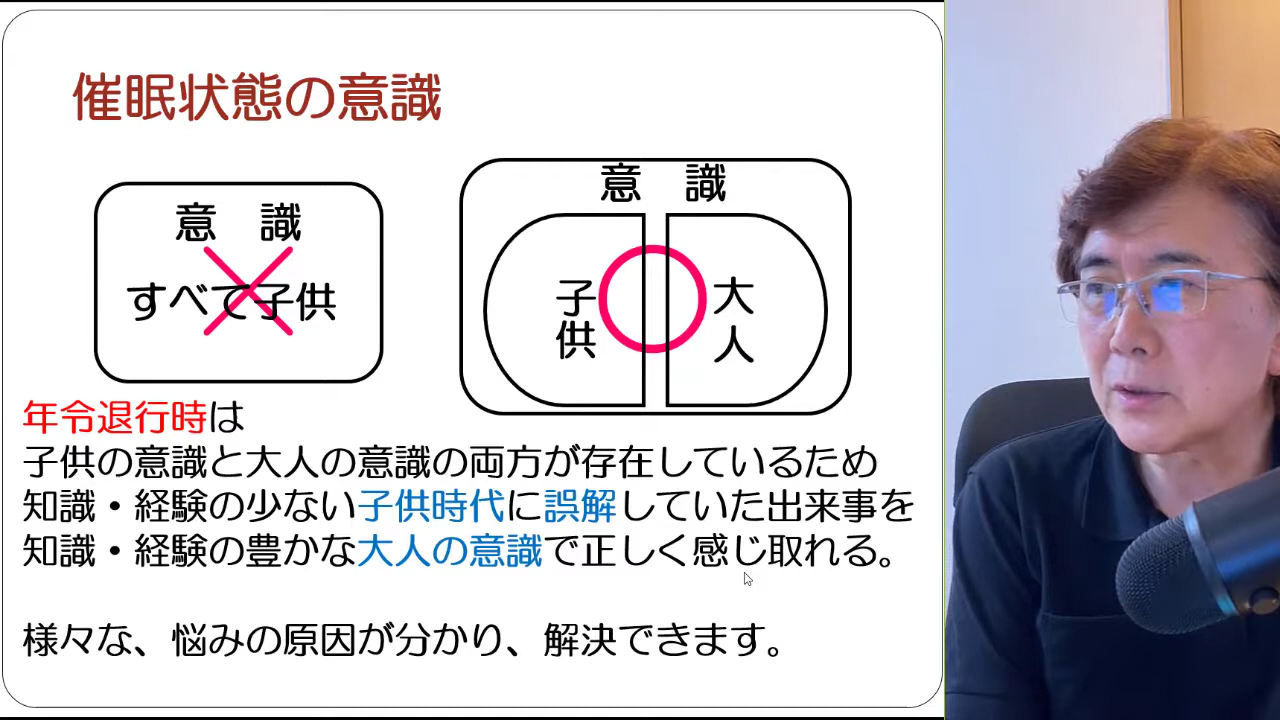 催眠状態の意識
意 識
すべて子供
意 識
子供
大人
年令退行時は
子供の意識と大人の意識の両方が存在しているため
知識・経験の少ない子供時代に誤解していた出来事を
知識・経験の豊かな大人の意識で正しく感じ取れる。
様々な、悩みの原因が分かり、解決できます。